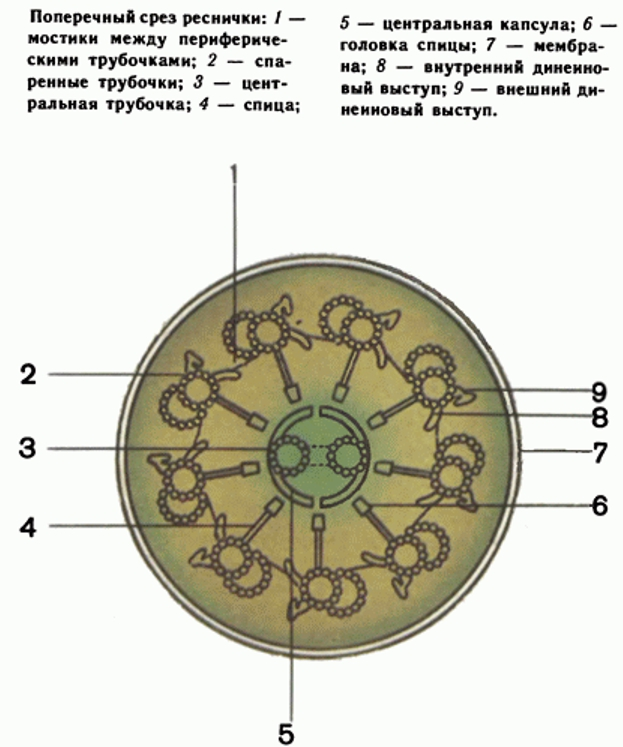 Поперечный срез реснички: 1 —
мостики между перифериче-
скими трубочками; 2 — спа-
ренные трубочки; 3 — цент-
ральная трубочка; 4 — спица;
5 — центральная капсула; 6 —
головка спицы; 7 — мембра-
на; 8 — внутренний динеино-
вый выступ; 9 — внешний ди-
неиновый выступ.
1
2
3
4
5
9
8
7
6